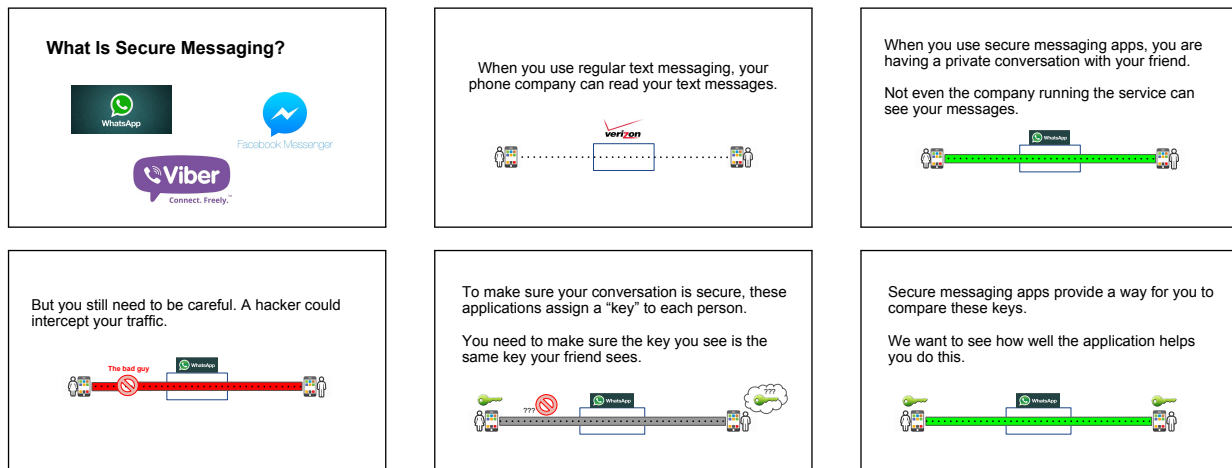 What Is Secure Messaging?
WhatsApp
Facebook Messenger
Viber
Connect. Freely.™
When you use regular text messaging, your
phone company can read your text messages.
verizon
When you use secure messaging apps, you are
having a private conversation with your friend.
Not even the company running the service can
see your messages.
WhatsApp
But you still need to be careful. A hacker could
intercept your traffic.
The bad guy
WhatsApp
To make sure your conversation is secure, these
applications assign a “key” to each person.
You need to make sure the key you see is the
same key your friend sees.
???
WhatsApp
???
Secure messaging apps provide a way for you to
compare these keys.
We want to see how well the application helps
you do this.
WhatsApp